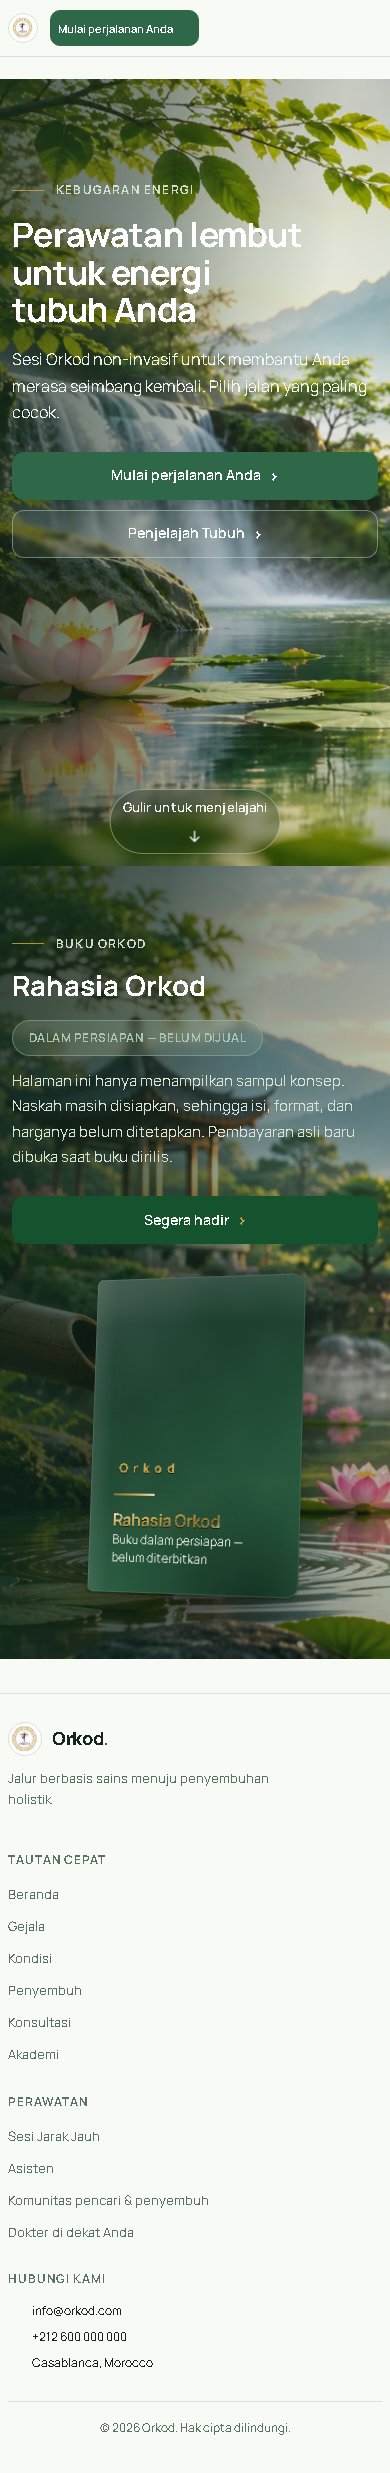 Mulai perjalanan Anda
KEBUGARAN ENERGI
Perawatan lembut
untuk energi
tubuh Anda
Sesi Orkod non-invasif untuk membantu Anda
merasa seimbang kembali. Pilih jalan yang paling
cocok.
Mulai perjalanan Anda ›
Penjelajah Tubuh ›
Gulir untuk menjelajahi
↓
BUKU ORKOD
Rahasia Orkod
DALAM PERSIAPAN — BELUM DIJUAL
Halaman ini hanya menampilkan sampul konsep.
Naskah masih disiapkan, sehingga isi, format, dan
harganya belum ditetapkan. Pembayaran asli baru
dibuka saat buku dirilis.
Segera hadir ›
Orkod
Rahasia Orkod
Buku dalam persiapan —
belum diterbitkan
Orkod.
Jalur berbasis sains menuju penyembuhan
holistik.
TAUTAN CEPAT
Beranda
Gejala
Kondisi
Penyembuh
Konsultasi
Akademi
PERAWATAN
Sesi Jarak Jauh
Asisten
Komunitas pencari & penyembuh
Dokter di dekat Anda
HUBUNGI KAMI
info@orkod.com
+212 600 000 000
Casablanca, Morocco
© 2026 Orkod. Hak cipta dilindungi.